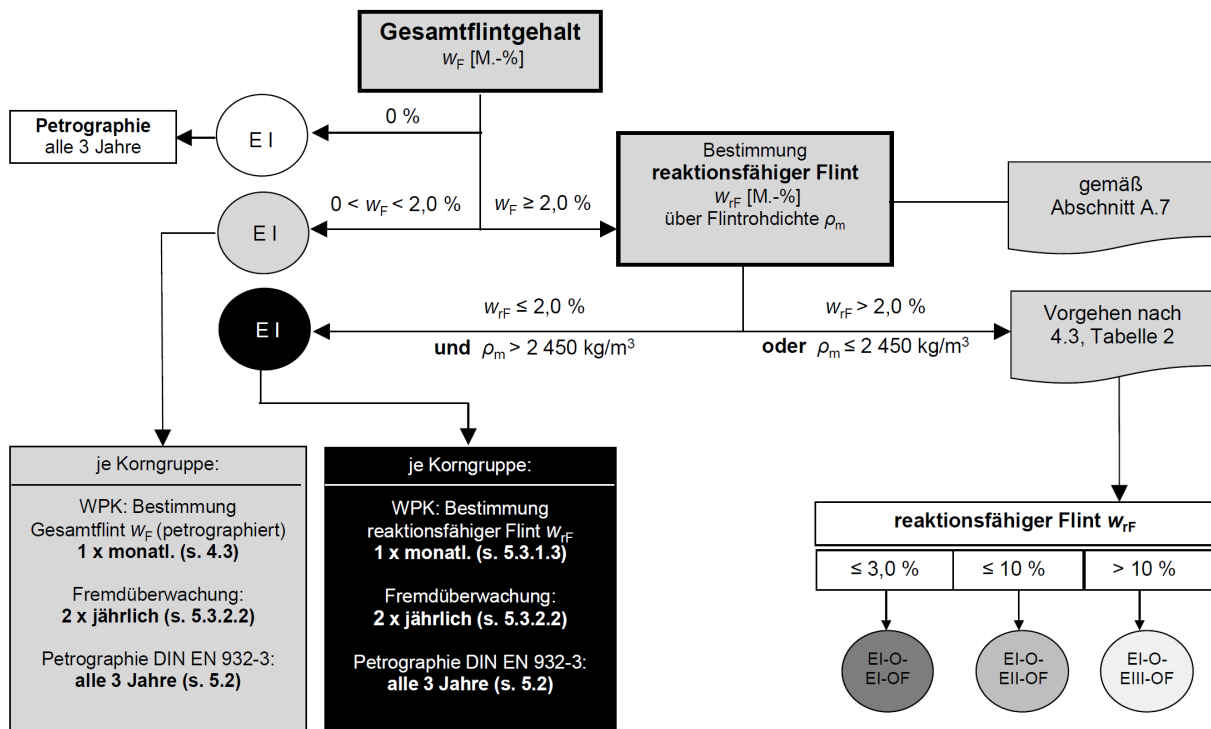 Gesamtflintgehalt
wF [M.-%]
0 %
E I
Petrographie
alle 3 Jahre
Bestimmung
reaktionsfähiger Flint
wrF [M.-%]
über Flintrohdichte ρm
gemäß
Abschnitt A.7
0 < wF < 2,0 %
wF ≥ 2,0 %
E I
E I
wrF ≤ 2,0 %
und ρm > 2 450 kg/m³
wrF > 2,0 %
oder ρm ≤ 2 450 kg/m³
Vorgehen nach
4.3, Tabelle 2
je Korngruppe:
WPK: Bestimmung
Gesamtflint wF (petrographiert)
1 x monatl. (s. 4.3)
Fremdüberwachung:
2 x jährlich (s. 5.3.2.2)
Petrographie DIN EN 932-3:
alle 3 Jahre (s. 5.2)
je Korngruppe:
WPK: Bestimmung
reaktionsfähiger Flint wrF
1 x monatl. (s. 5.3.1.3)
Fremdüberwachung:
2 x jährlich (s. 5.3.2.2)
Petrographie DIN EN 932-3:
alle 3 Jahre (s. 5.2)
reaktionsfähiger Flint wrF
≤ 3,0 %
≤ 10 %
> 10 %
EI-O-
EI-OF
EI-O-
EII-OF
EI-O-
EIII-OF